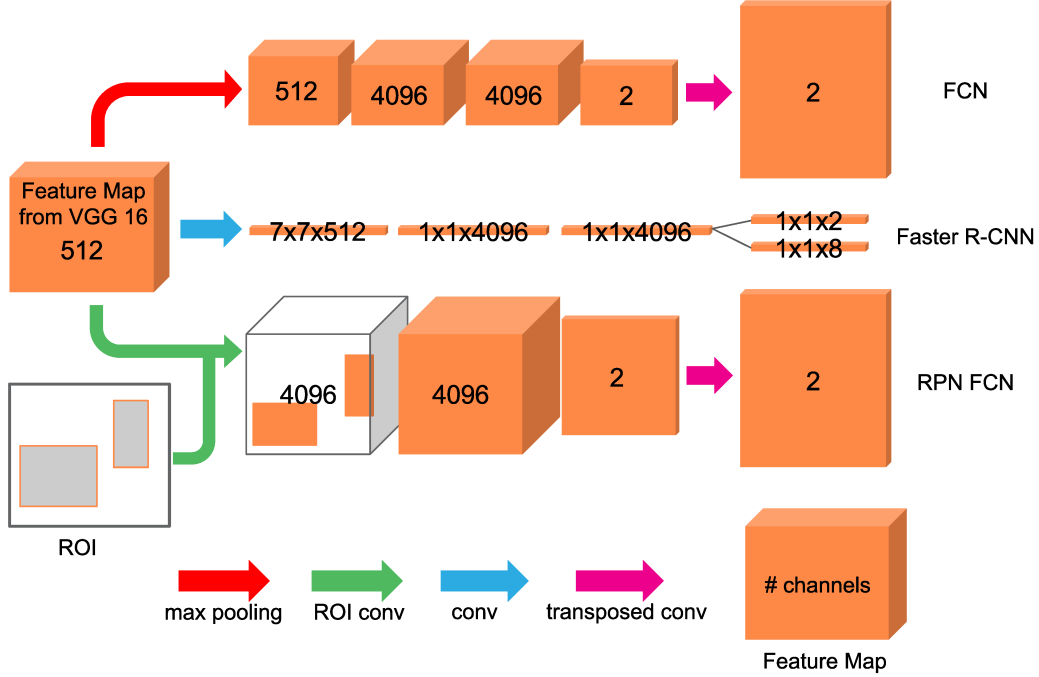 512
4096
4096
2
2
FCN
Feature Map
from VGG 16
512
7x7x512
1x1x4096
1x1x4096
1x1x2
1x1x8
Faster R-CNN
4096
4096
2
2
RPN FCN
ROI
max pooling
ROI conv
conv
transposed conv
# channels
Feature Map